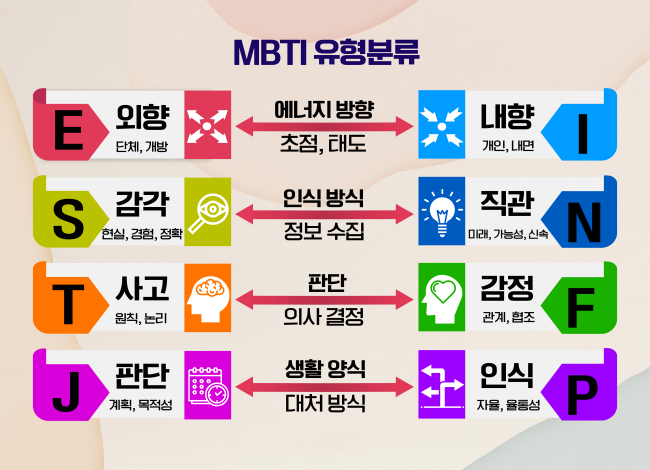 MBTI 유형분류
E 외향 에너지 방향 내향 I
단체, 개방 초점, 태도 개인, 내면
S 감각 인식 방식 직관 N
현실, 경험, 정확 정보 수집 미래, 가능성, 신속
T 사고 판단 감정 F
원칙, 논리 의사 결정 관계, 협조
J 판단 생활 양식 인식 P
계획, 목적성 대처 방식 자율, 율통성